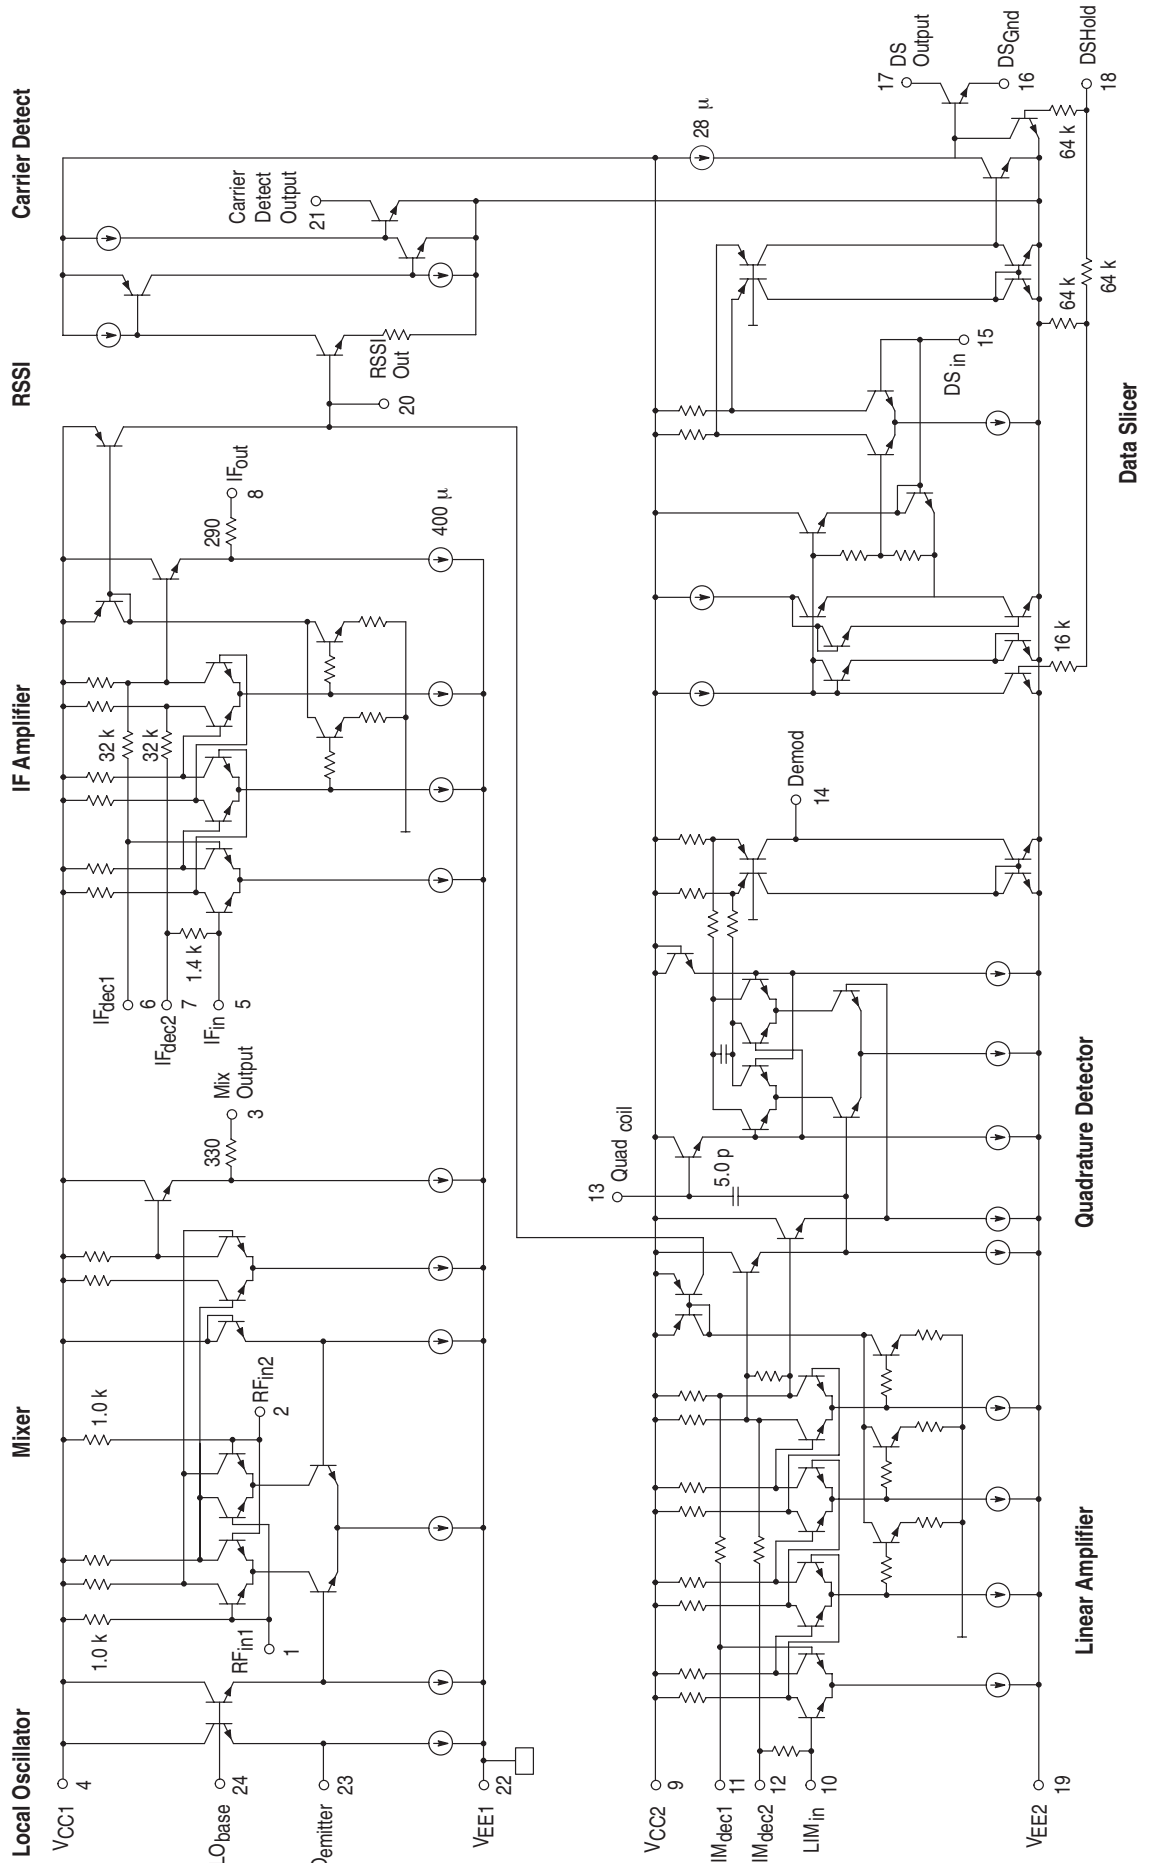 Local Oscillator
Mixer
IF Amplifier
RSSI
Carrier Detect
VCC1
4
LObase
24
Demitter
23
VEE1
22
1.0 k
1.0 k
RFin1
1
RFin2
2
330
Mix
Output
3
IFdec1
6
IFdec2
7
IFin
5
1.4 k
32 k
32 k
290
IFout
8
400 µ
20
RSSI
Out
Carrier
Detect
Output
21
VCC2
9
IMdec1
11
IMdec2
12
LIMin
10
VEE2
19
13
Quad coil
5.0 p
Demod
14
16 k
DS in
15
64 k
64 k
64 k
28 µ
17
DS
Output
DSGnd
16
DSHold
18
Linear Amplifier
Quadrature Detector
Data Slicer